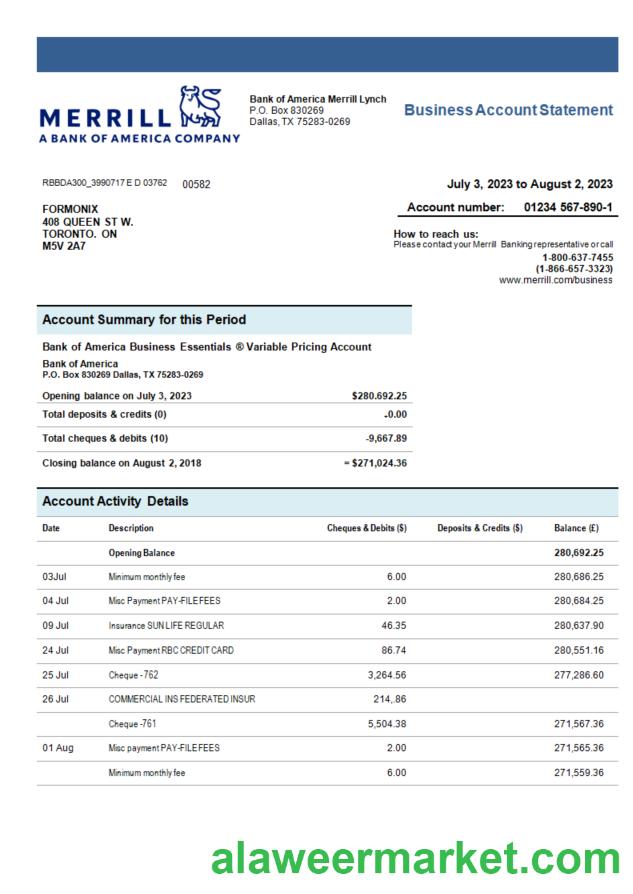 MERRILL
A BANK OF AMERICA COMPANY
Bank of America Merrill Lynch
P.O. Box 830269
Dallas, TX 75283-0269
Business Account Statement
RBBDA300_3990717 E D 03762 00582
July 3, 2023 to August 2, 2023
FORMONIX
408 QUEEN ST W.
TORONTO. ON
M5V 2A7
Account number: 01234 567-890-1
How to reach us:
Please contact your Merrill Banking representative or call
1-800-637-7455
(1-866-657-3323)
www.merrill.com/business
Account Summary for this Period
Bank of America Business Essentials ® Variable Pricing Account
Bank of America
P.O. Box 830269 Dallas, TX 75283-0269
Opening balance on July 3, 2023 $280.692.25
Total deposits & credits (0) -0.00
Total cheques & debits (10) -9,667.89
Closing balance on August 2, 2018 = $271,024.36
Account Activity Details
Date Description Cheques & Debits ($) Deposits & Credits ($) Balance (£)
Opening Balance 280,692.25
03Jul Minimum monthly fee 6.00 280,686.25
04 Jul Misc Payment PAY-FILE FEES 2.00 280,684.25
09 Jul Insurance SUN LIFE REGULAR 46.35 280,637.90
24 Jul Misc Payment RBC CREDIT CARD 86.74 280,551.16
25 Jul Cheque -762 3,264.56 277,286.60
26 Jul COMMERCIAL INS FEDERATED INSUR 214,.86
Cheque -761 5,504.38 271,567.36
01 Aug Misc payment PAY-FILE FEES 2.00 271,565.36
Minimum monthly fee 6.00 271,559.36
alaweermarket.com